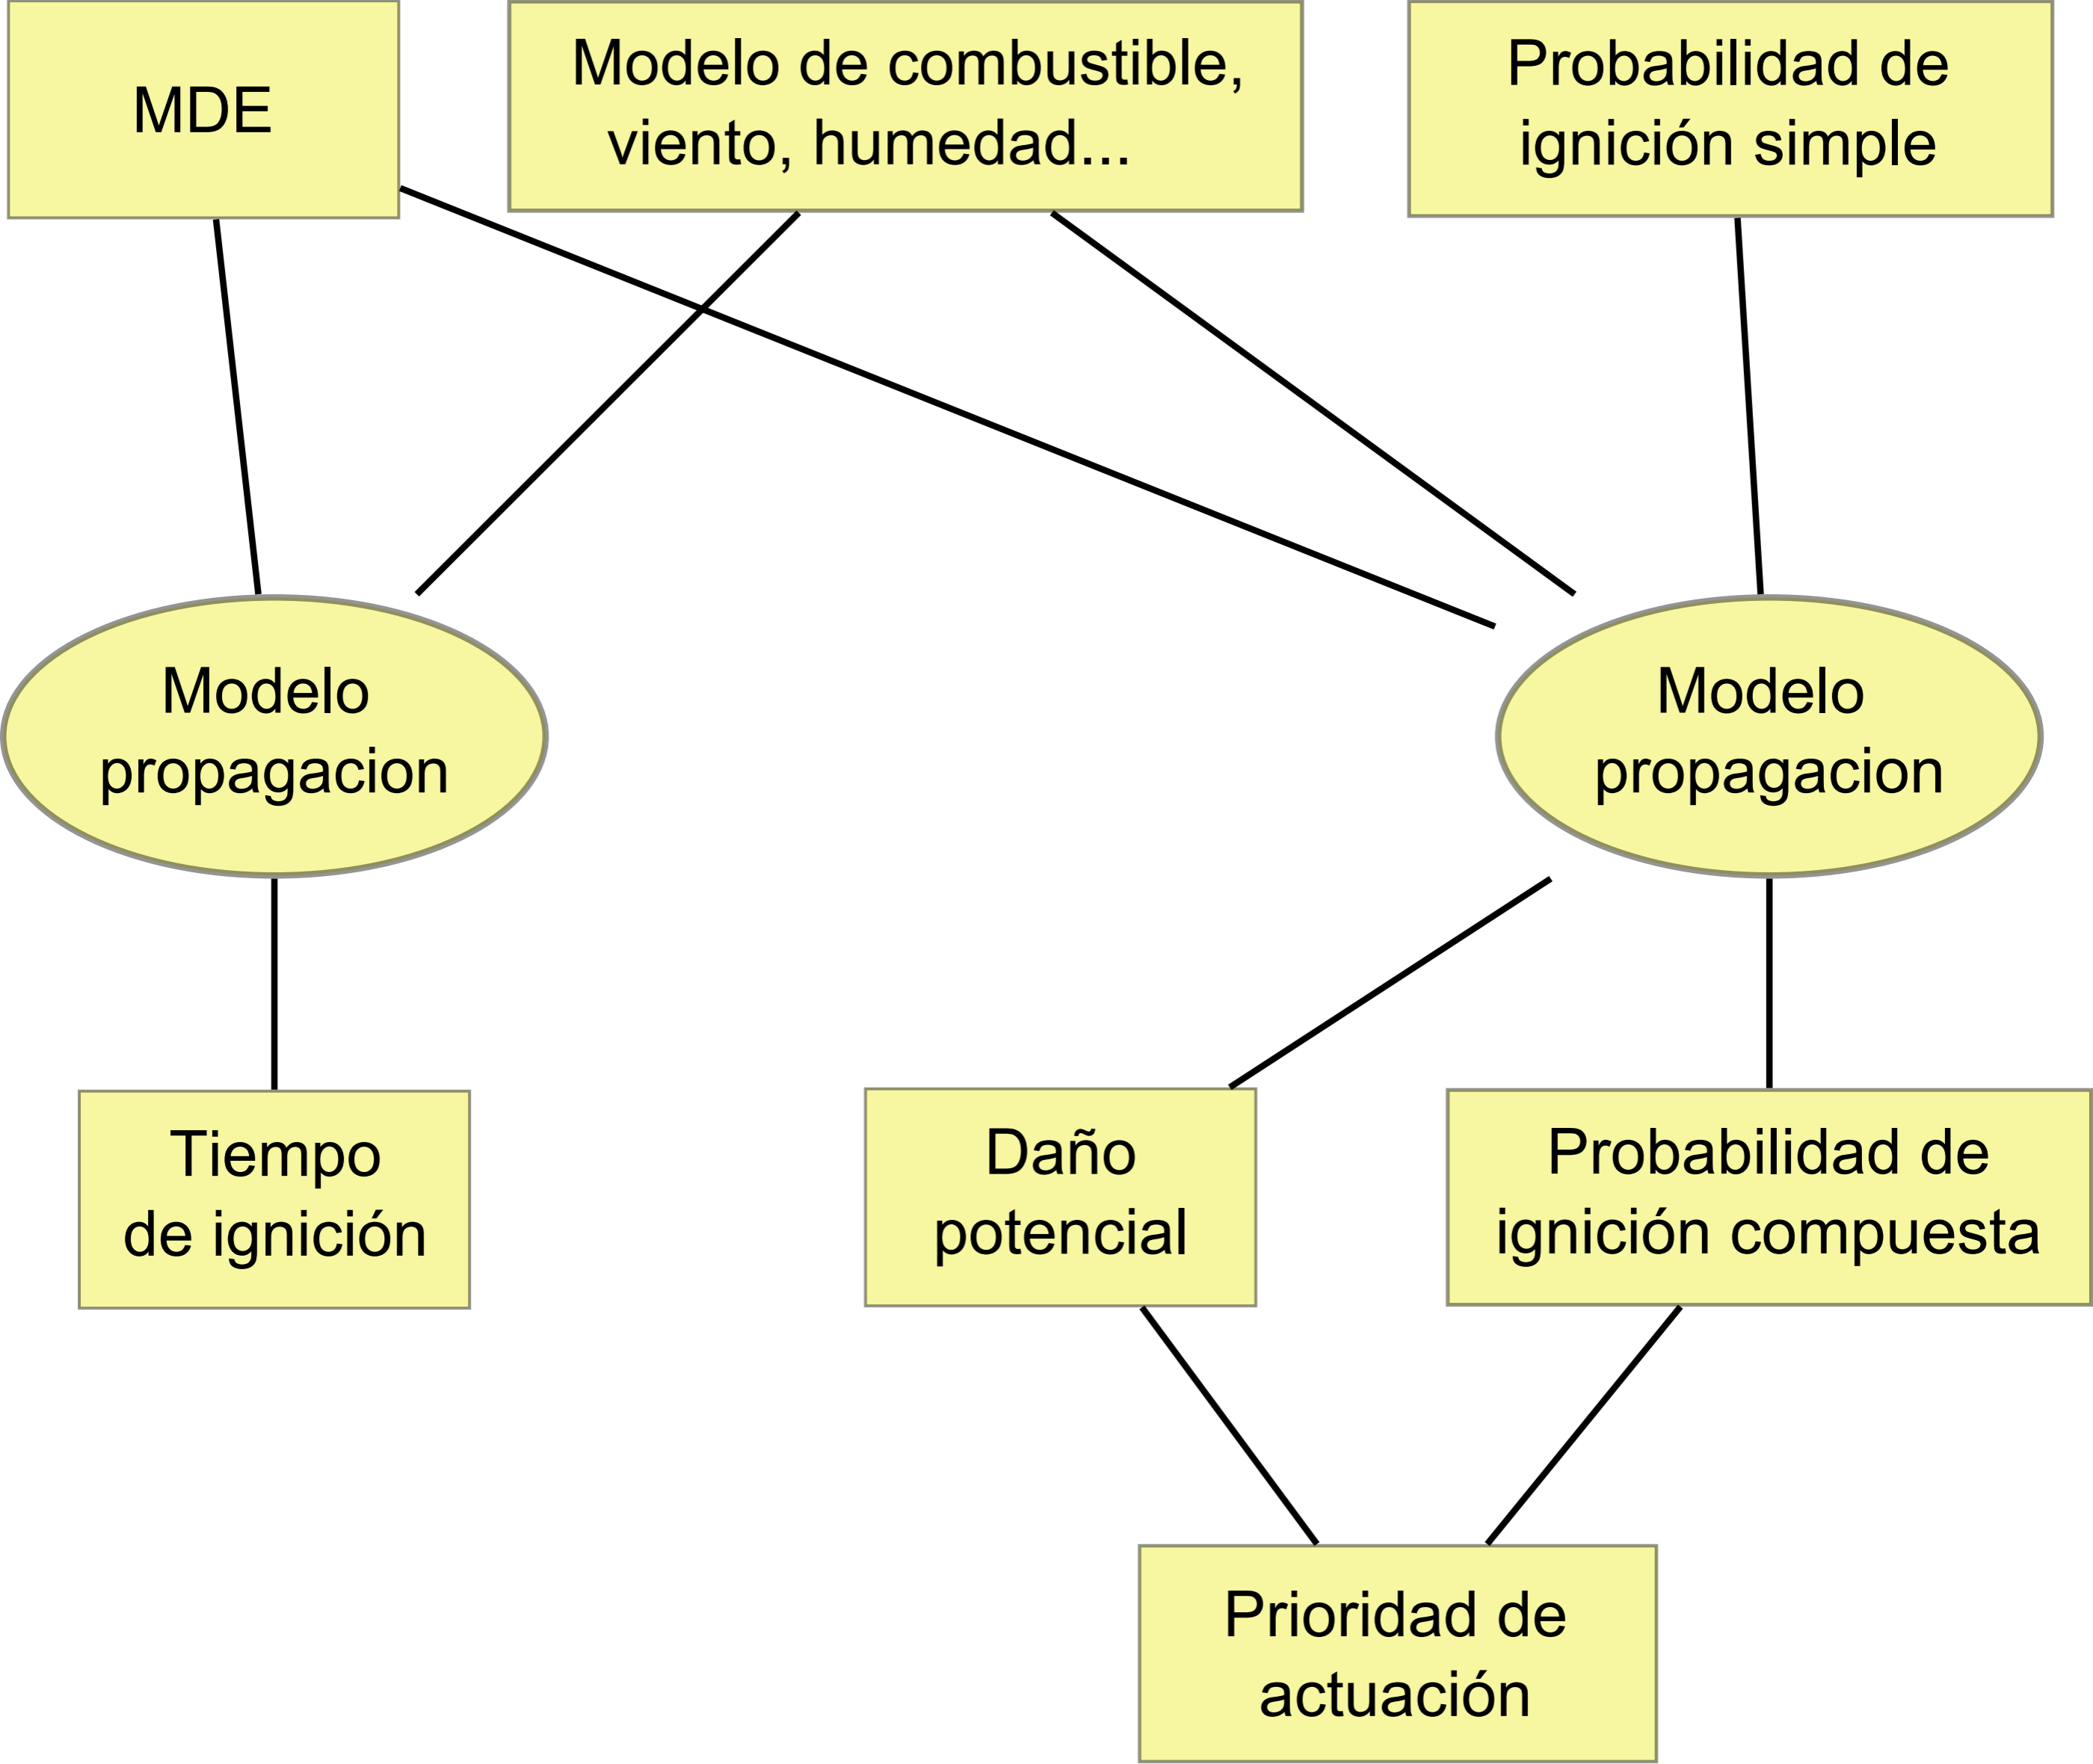 MDE
Modelo de combustible,
viento, humedad...
Probabilidad de
ignición simple
Modelo
propagacion
Modelo
propagacion
Tiempo
de ignición
Daño
potencial
Probabilidad de
ignición compuesta
Prioridad de
actuación